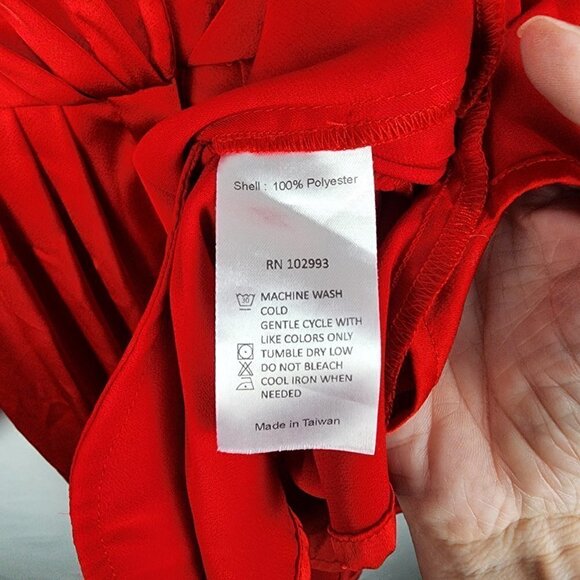 Shell : 100% Polyester
RN 102993
30 MACHINE WASH
COLD
GENTLE CYCLE WITH
LIKE COLORS ONLY
TUMBLE DRY LOW
DO NOT BLEACH
COOL IRON WHEN
NEEDED
Made in Taiwan